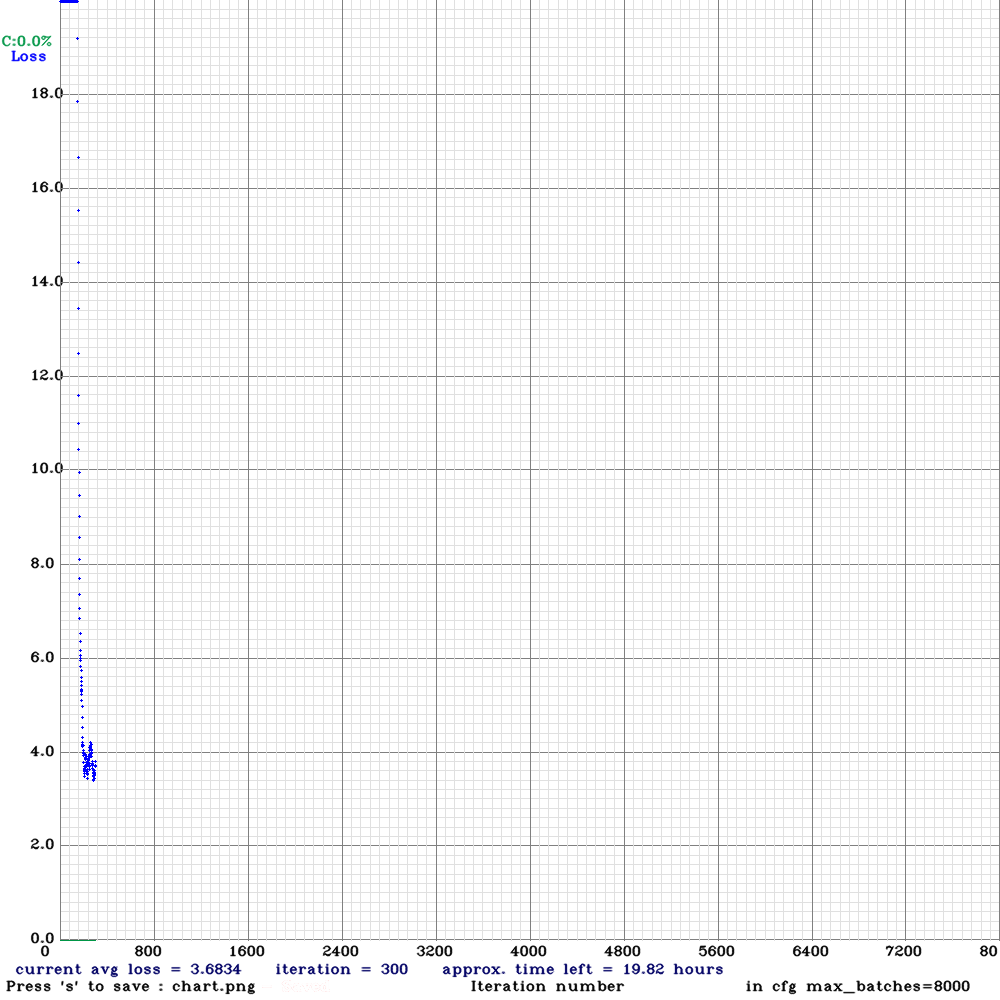 C:0.0%
Loss
18.0
16.0
14.0
12.0
10.0
8.0
6.0
4.0
2.0
0.0
0 800 1600 2400 3200 4000 4800 5600 6400 7200 80
current avg loss = 3.6834 iteration = 300 approx. time left = 19.82 hours
Press 's' to save : chart.png Iteration number in cfg max_batches=8000